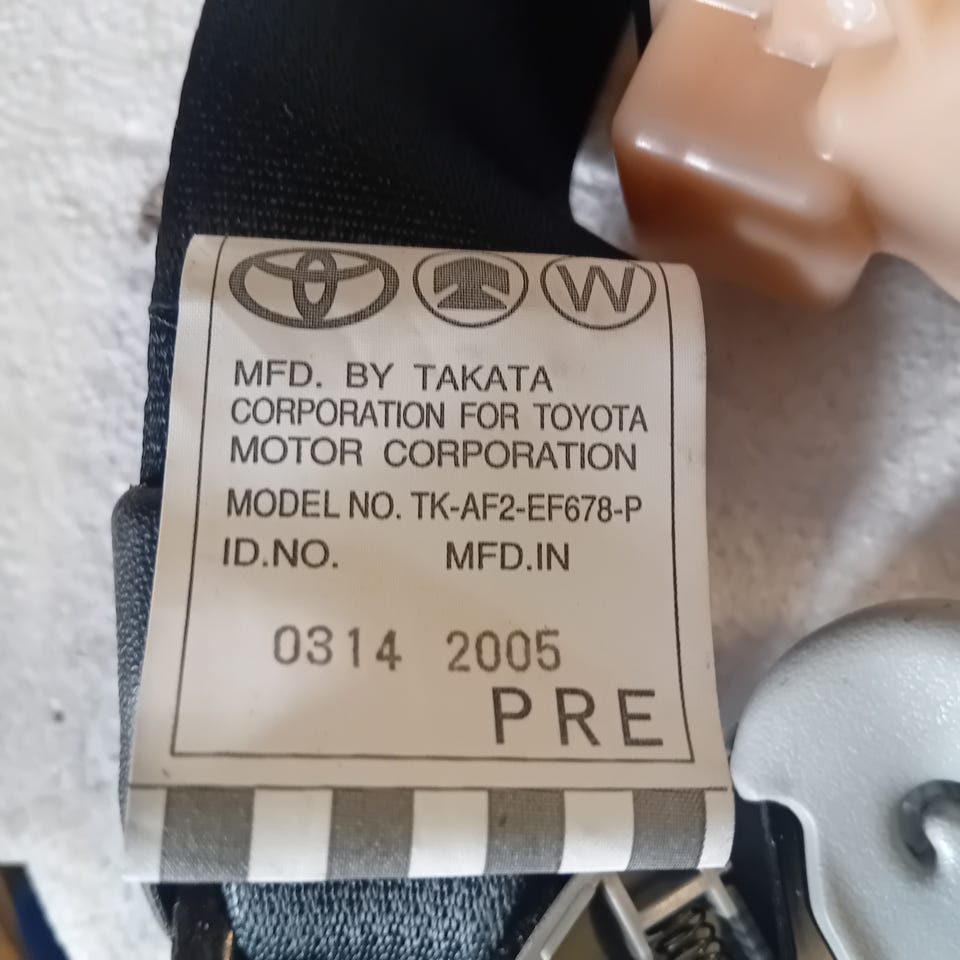 W
MFD. BY TAKATA
CORPORATION FOR TOYOTA
MOTOR CORPORATION
MODEL NO. TK-AF2-EF678-P
ID.NO. MFD.IN
0314 2005
PRE